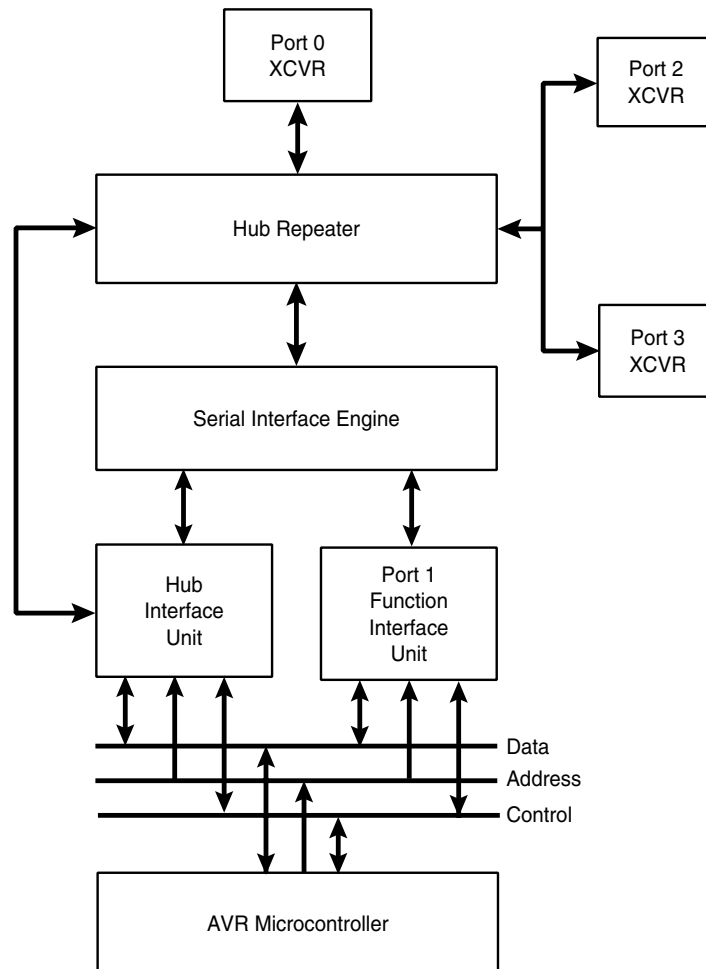 Port 0
XCVR
Port 2
XCVR
Hub Repeater
Port 3
XCVR
Serial Interface Engine
Hub
Interface
Unit
Port 1
Function
Interface
Unit
Data
Address
Control
AVR Microcontroller